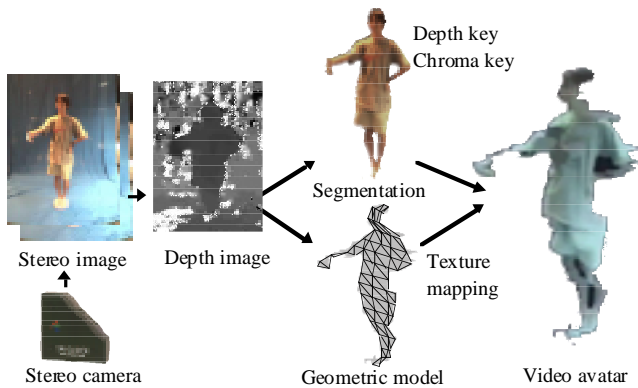 Depth key
Chroma key
Segmentation
Stereo image
Depth image
Texture
mapping
Stereo camera
Geometric model
Video avatar